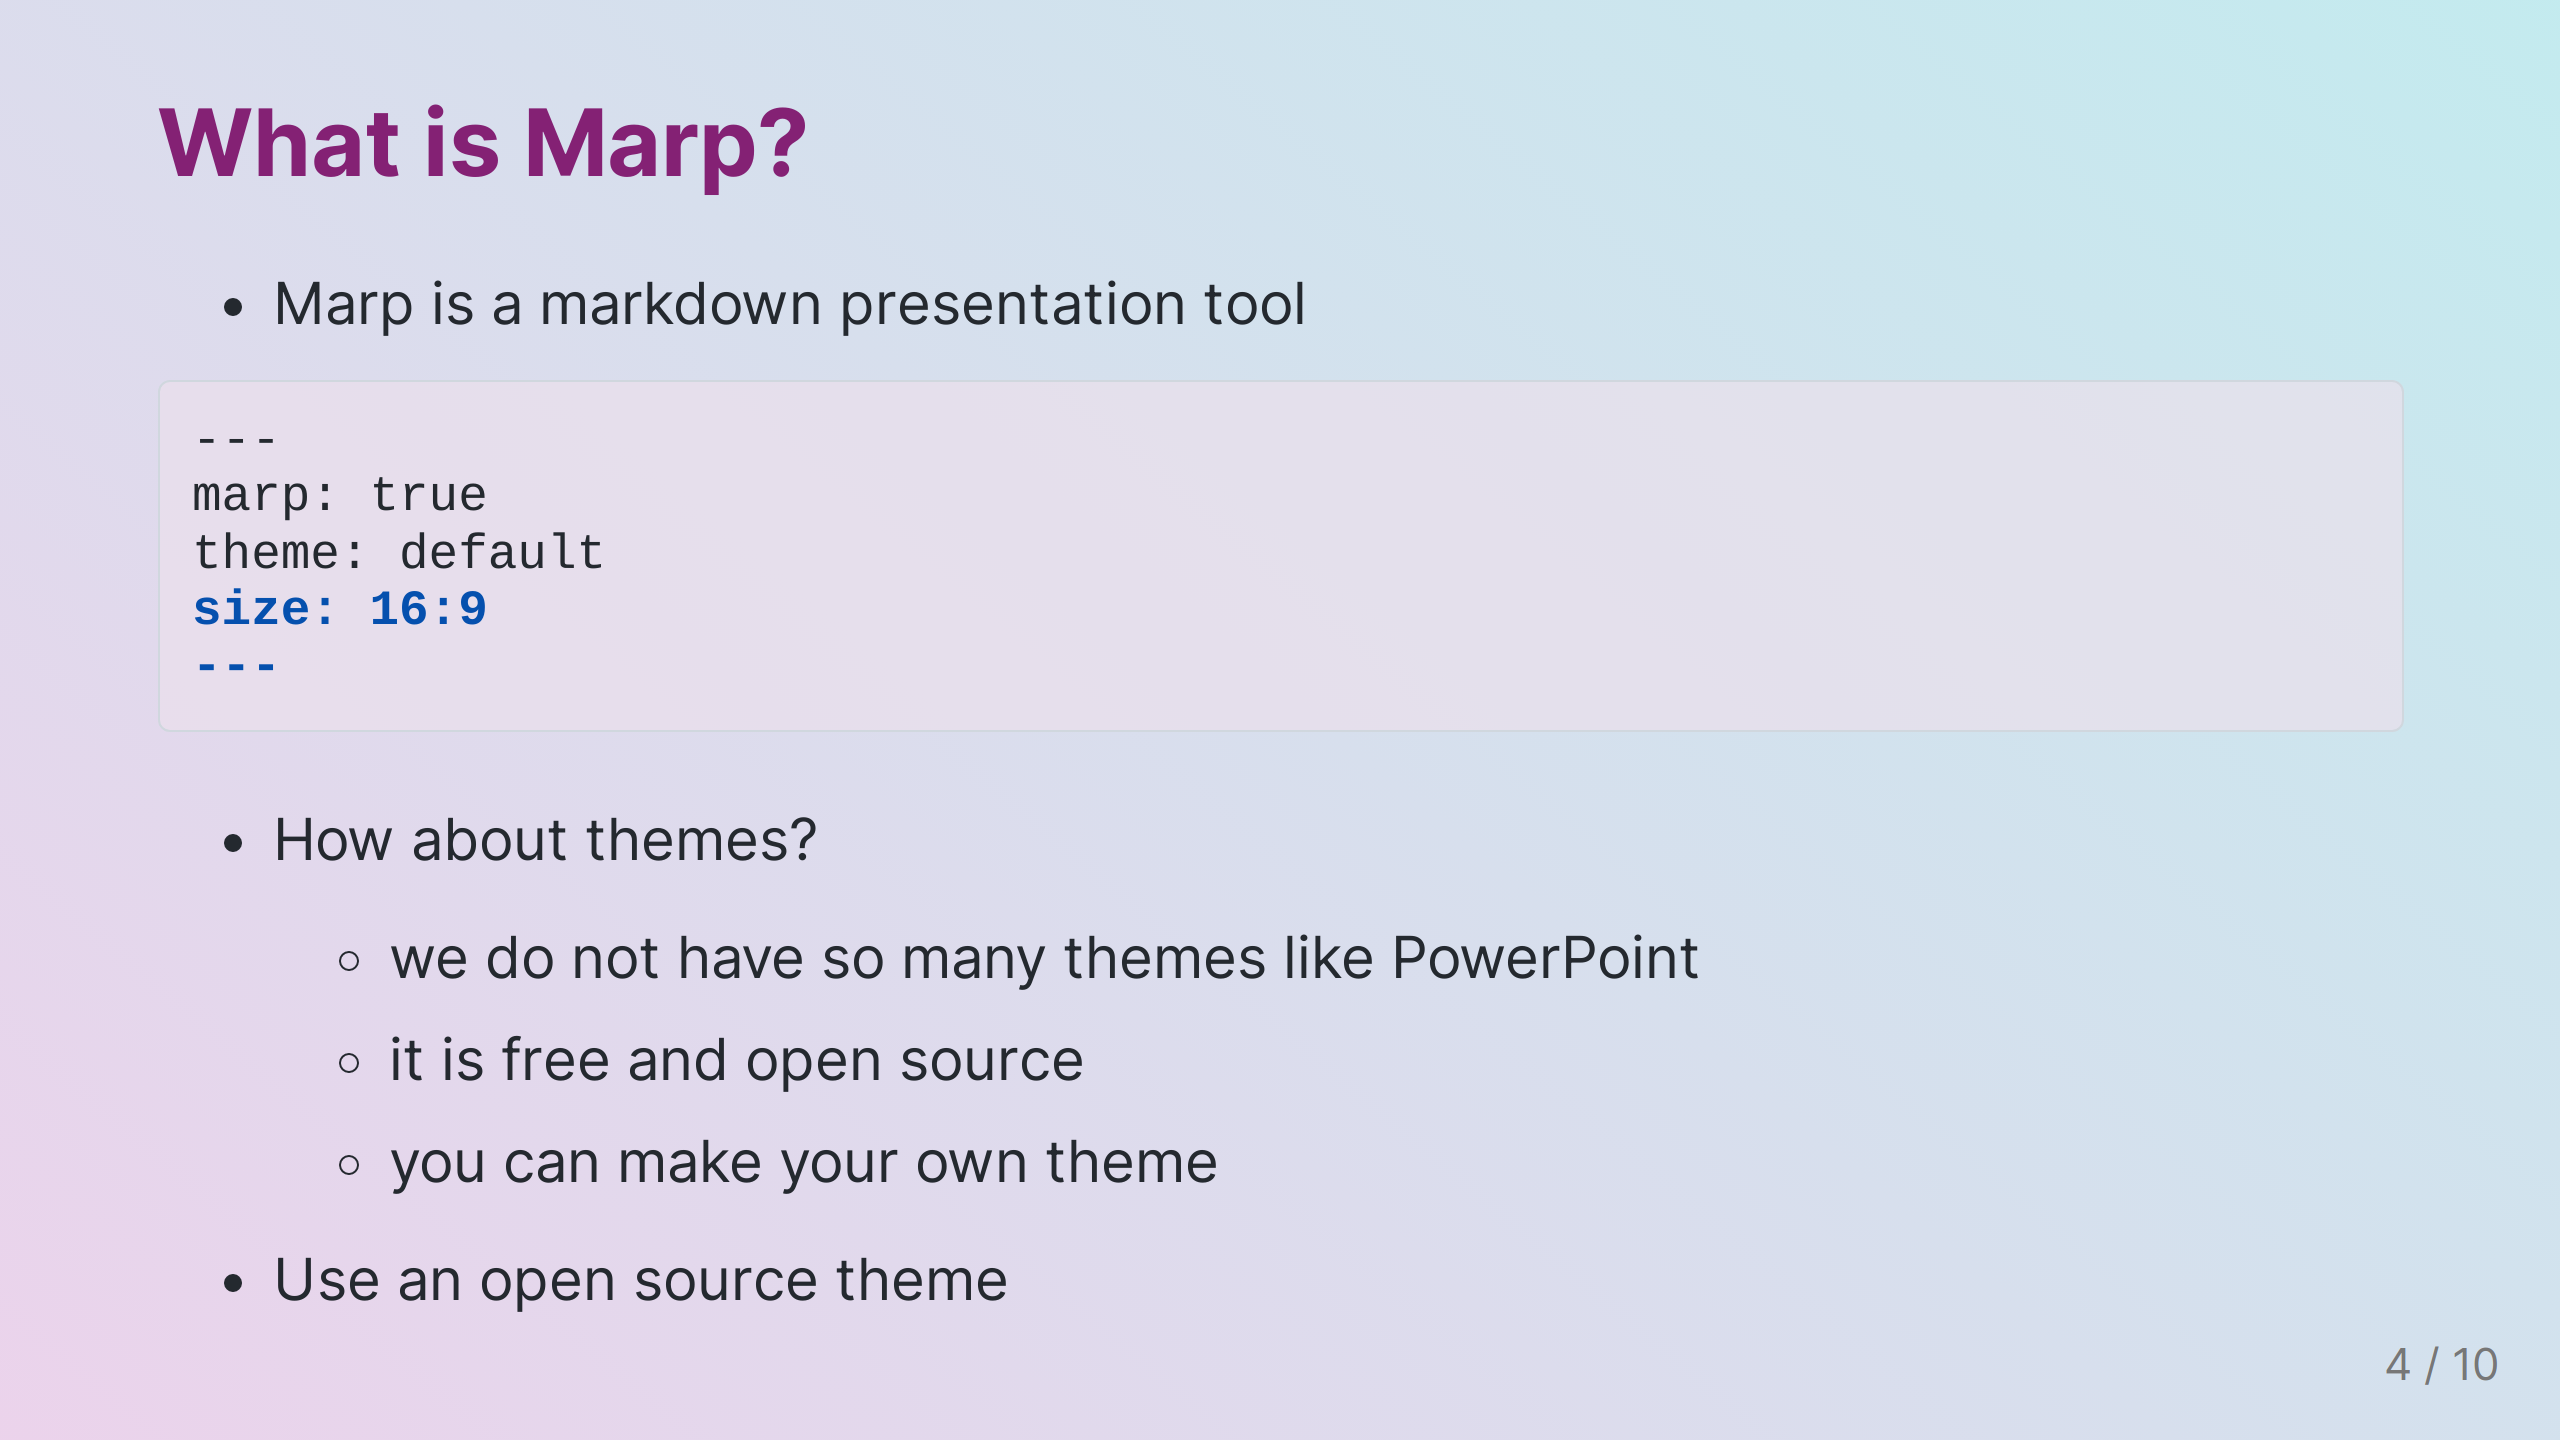 What is Marp?
• Marp is a markdown presentation tool
---
marp: true
theme: default
size: 16:9
---
• How about themes?
◦ we do not have so many themes like PowerPoint
◦ it is free and open source
◦ you can make your own theme
• Use an open source theme
4 / 10